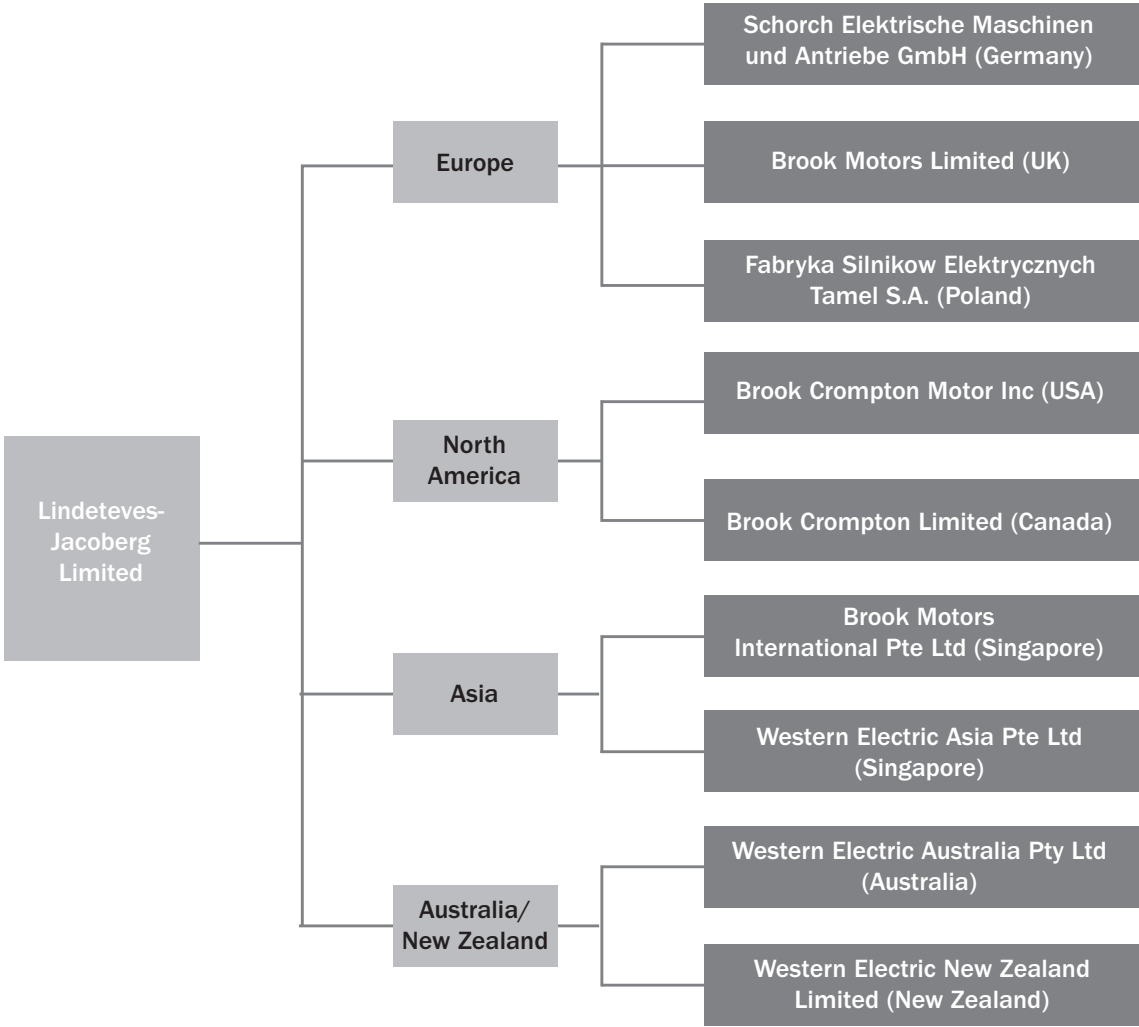 Lindeteves-
Jacoberg
Limited
Europe
Schorch Elektrische Maschinen
und Antriebe GmbH (Germany)
Brook Motors Limited (UK)
Fabryka Silnikow Elektrycznych
Tamel S.A. (Poland)
North
America
Brook Crompton Motor Inc (USA)
Brook Crompton Limited (Canada)
Asia
Brook Motors
International Pte Ltd (Singapore)
Western Electric Asia Pte Ltd
(Singapore)
Australia/
New Zealand
Western Electric Australia Pty Ltd
(Australia)
Western Electric New Zealand
Limited (New Zealand)